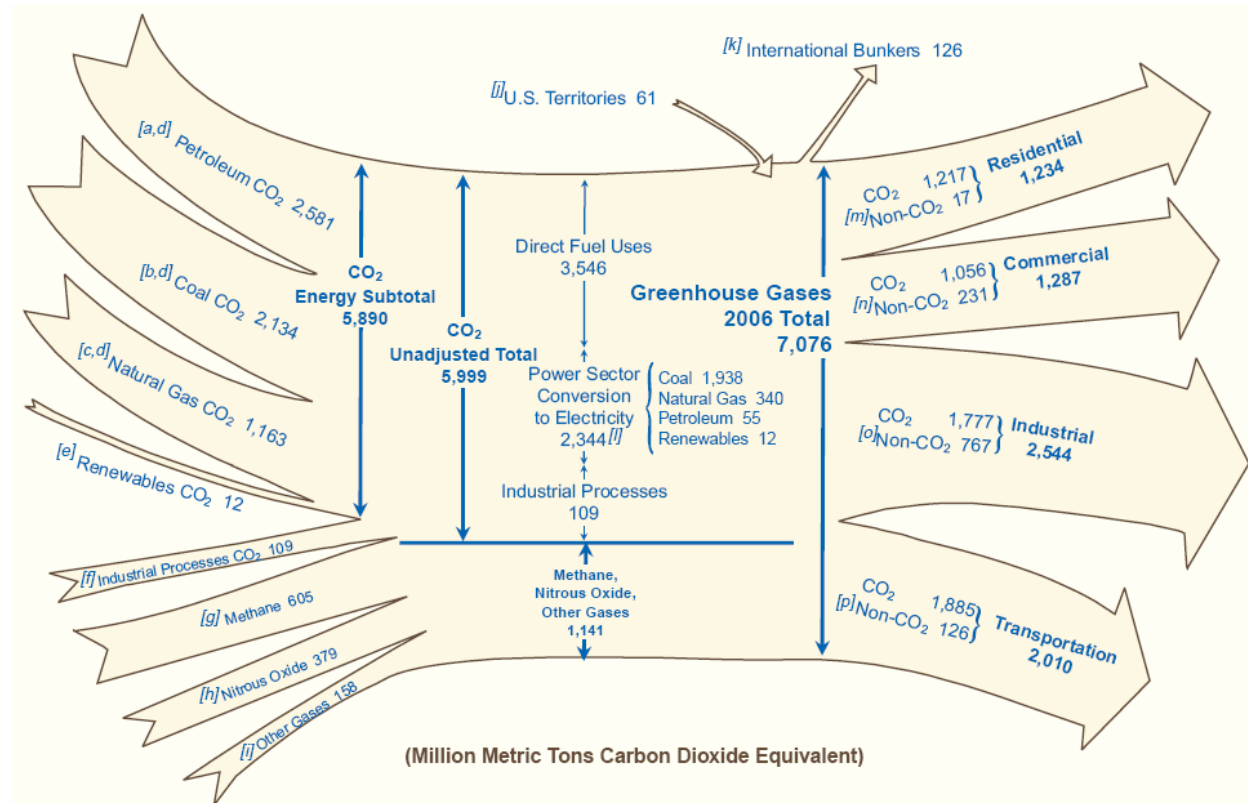 [k] International Bunkers 126
[j]U.S. Territories 61
[a,d] Petroleum CO₂ 2,581
[b,d] Coal CO₂ 2,134
[c,d]Natural Gas CO₂ 1,163
[e] Renewables CO₂ 12
[f] Industrial Processes CO₂ 109
[g] Methane 605
[h] Nitrous Oxide 379
[i] Other Gases 158
CO₂
Energy Subtotal
5,890
CO₂
Unadjusted Total
5,999
Direct Fuel Uses
3,546
Power Sector
Conversion
to Electricity
2,344[l]
Coal 1,938
Natural Gas 340
Petroleum 55
Renewables 12
Industrial Processes
109
Methane,
Nitrous Oxide,
Other Gases
1,141
Greenhouse Gases
2006 Total
7,076
CO₂ 1,217
[m]Non-CO₂ 17
Residential
1,234
CO₂ 1,056
[n]Non-CO₂ 231
Commercial
1,287
CO₂ 1,777
[o]Non-CO₂ 767
Industrial
2,544
CO₂ 1,885
[p]Non-CO₂ 126
Transportation
2,010
(Million Metric Tons Carbon Dioxide Equivalent)